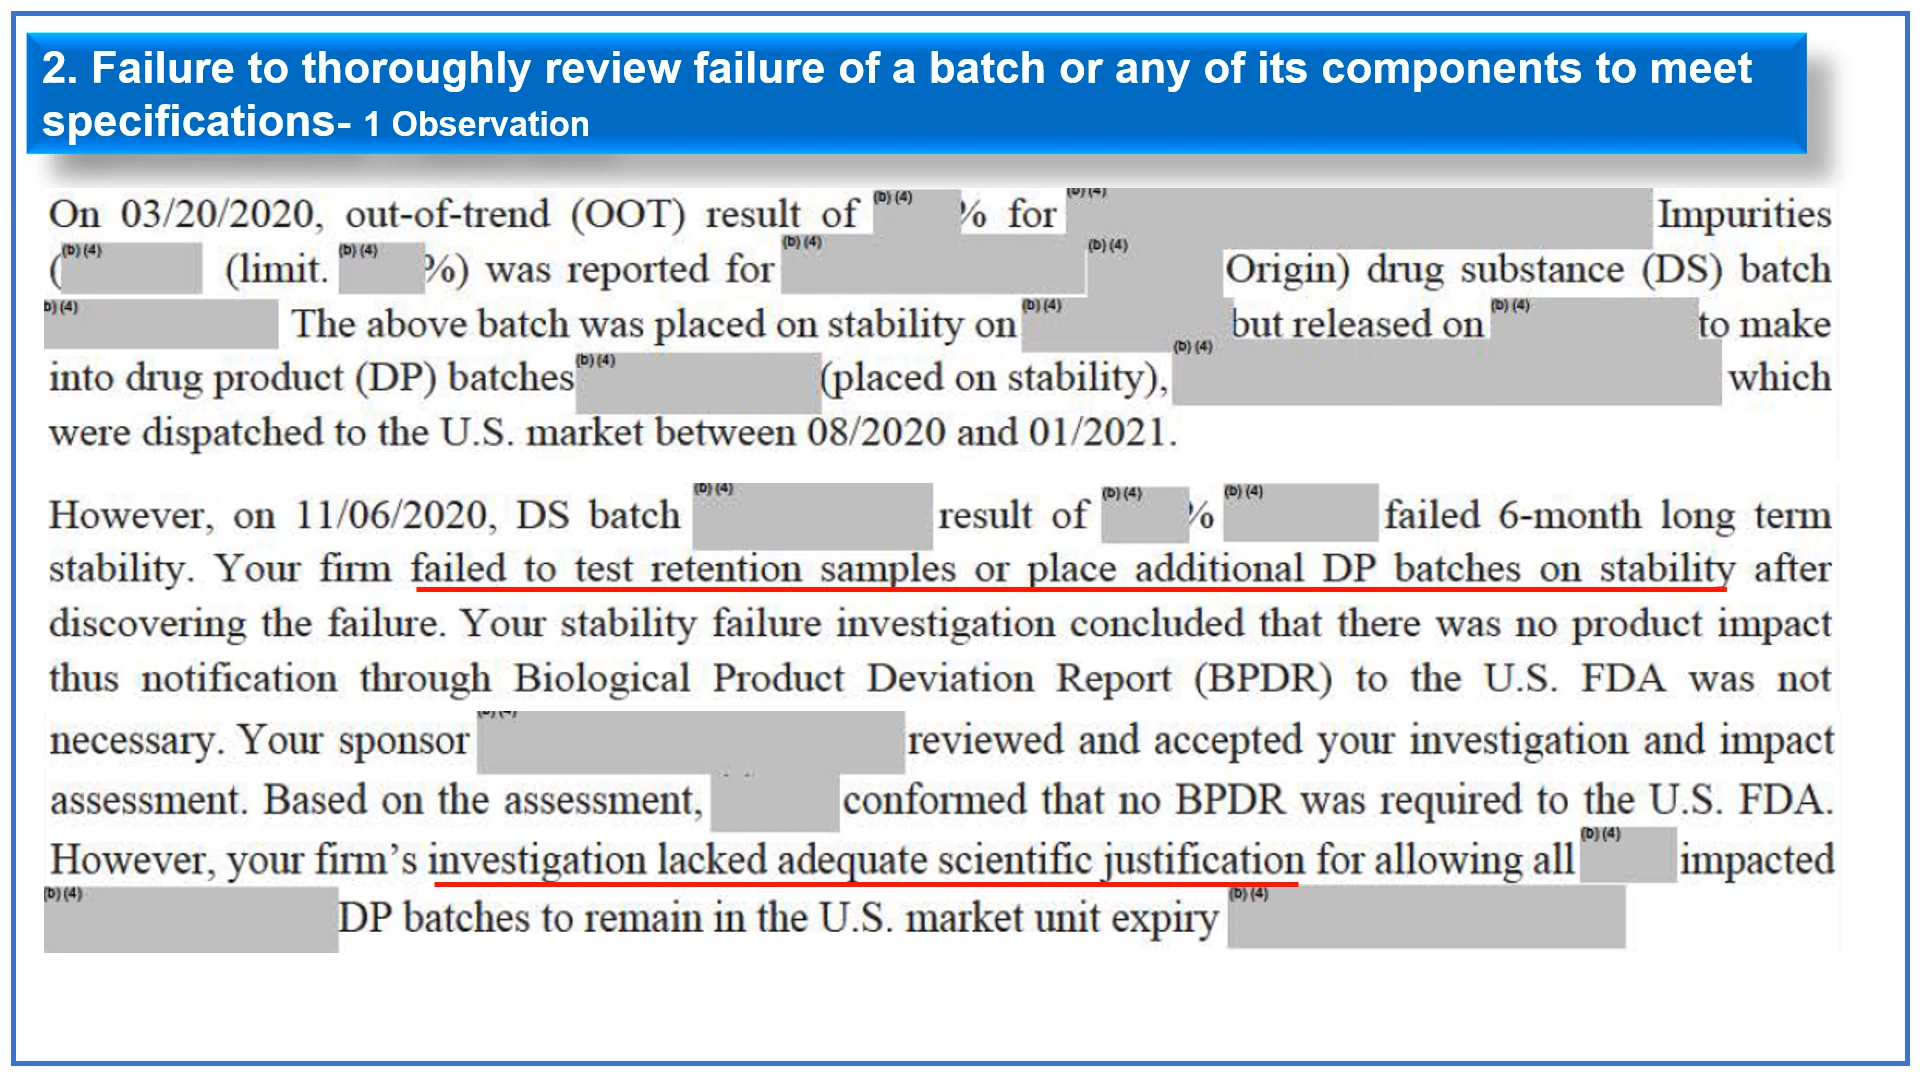 2. Failure to thoroughly review failure of a batch or any of its components to meet
specifications- 1 Observation
On 03/20/2020, out-of-trend (OOT) result of (b) (4) % for (b) (4) Impurities
( (b) (4) (limit. (b) (4) %) was reported for (b) (4) (b) (4) Origin) drug substance (DS) batch
b) (4) The above batch was placed on stability on (b) (4) but released on (b) (4) to make
into drug product (DP) batches (b) (4) (placed on stability), (b) (4) which
were dispatched to the U.S. market between 08/2020 and 01/2021.
However, on 11/06/2020, DS batch (b) (4) result of (b) (4) % (b) (4) failed 6-month long term
stability. Your firm failed to test retention samples or place additional DP batches on stability after
discovering the failure. Your stability failure investigation concluded that there was no product impact
thus notification through Biological Product Deviation Report (BPDR) to the U.S. FDA was not
necessary. Your sponsor (b) (4) reviewed and accepted your investigation and impact
assessment. Based on the assessment, conformed that no BPDR was required to the U.S. FDA.
However, your firm's investigation lacked adequate scientific justification for allowing all (b) (4) impacted
(b) (4) DP batches to remain in the U.S. market unit expiry (b) (4)